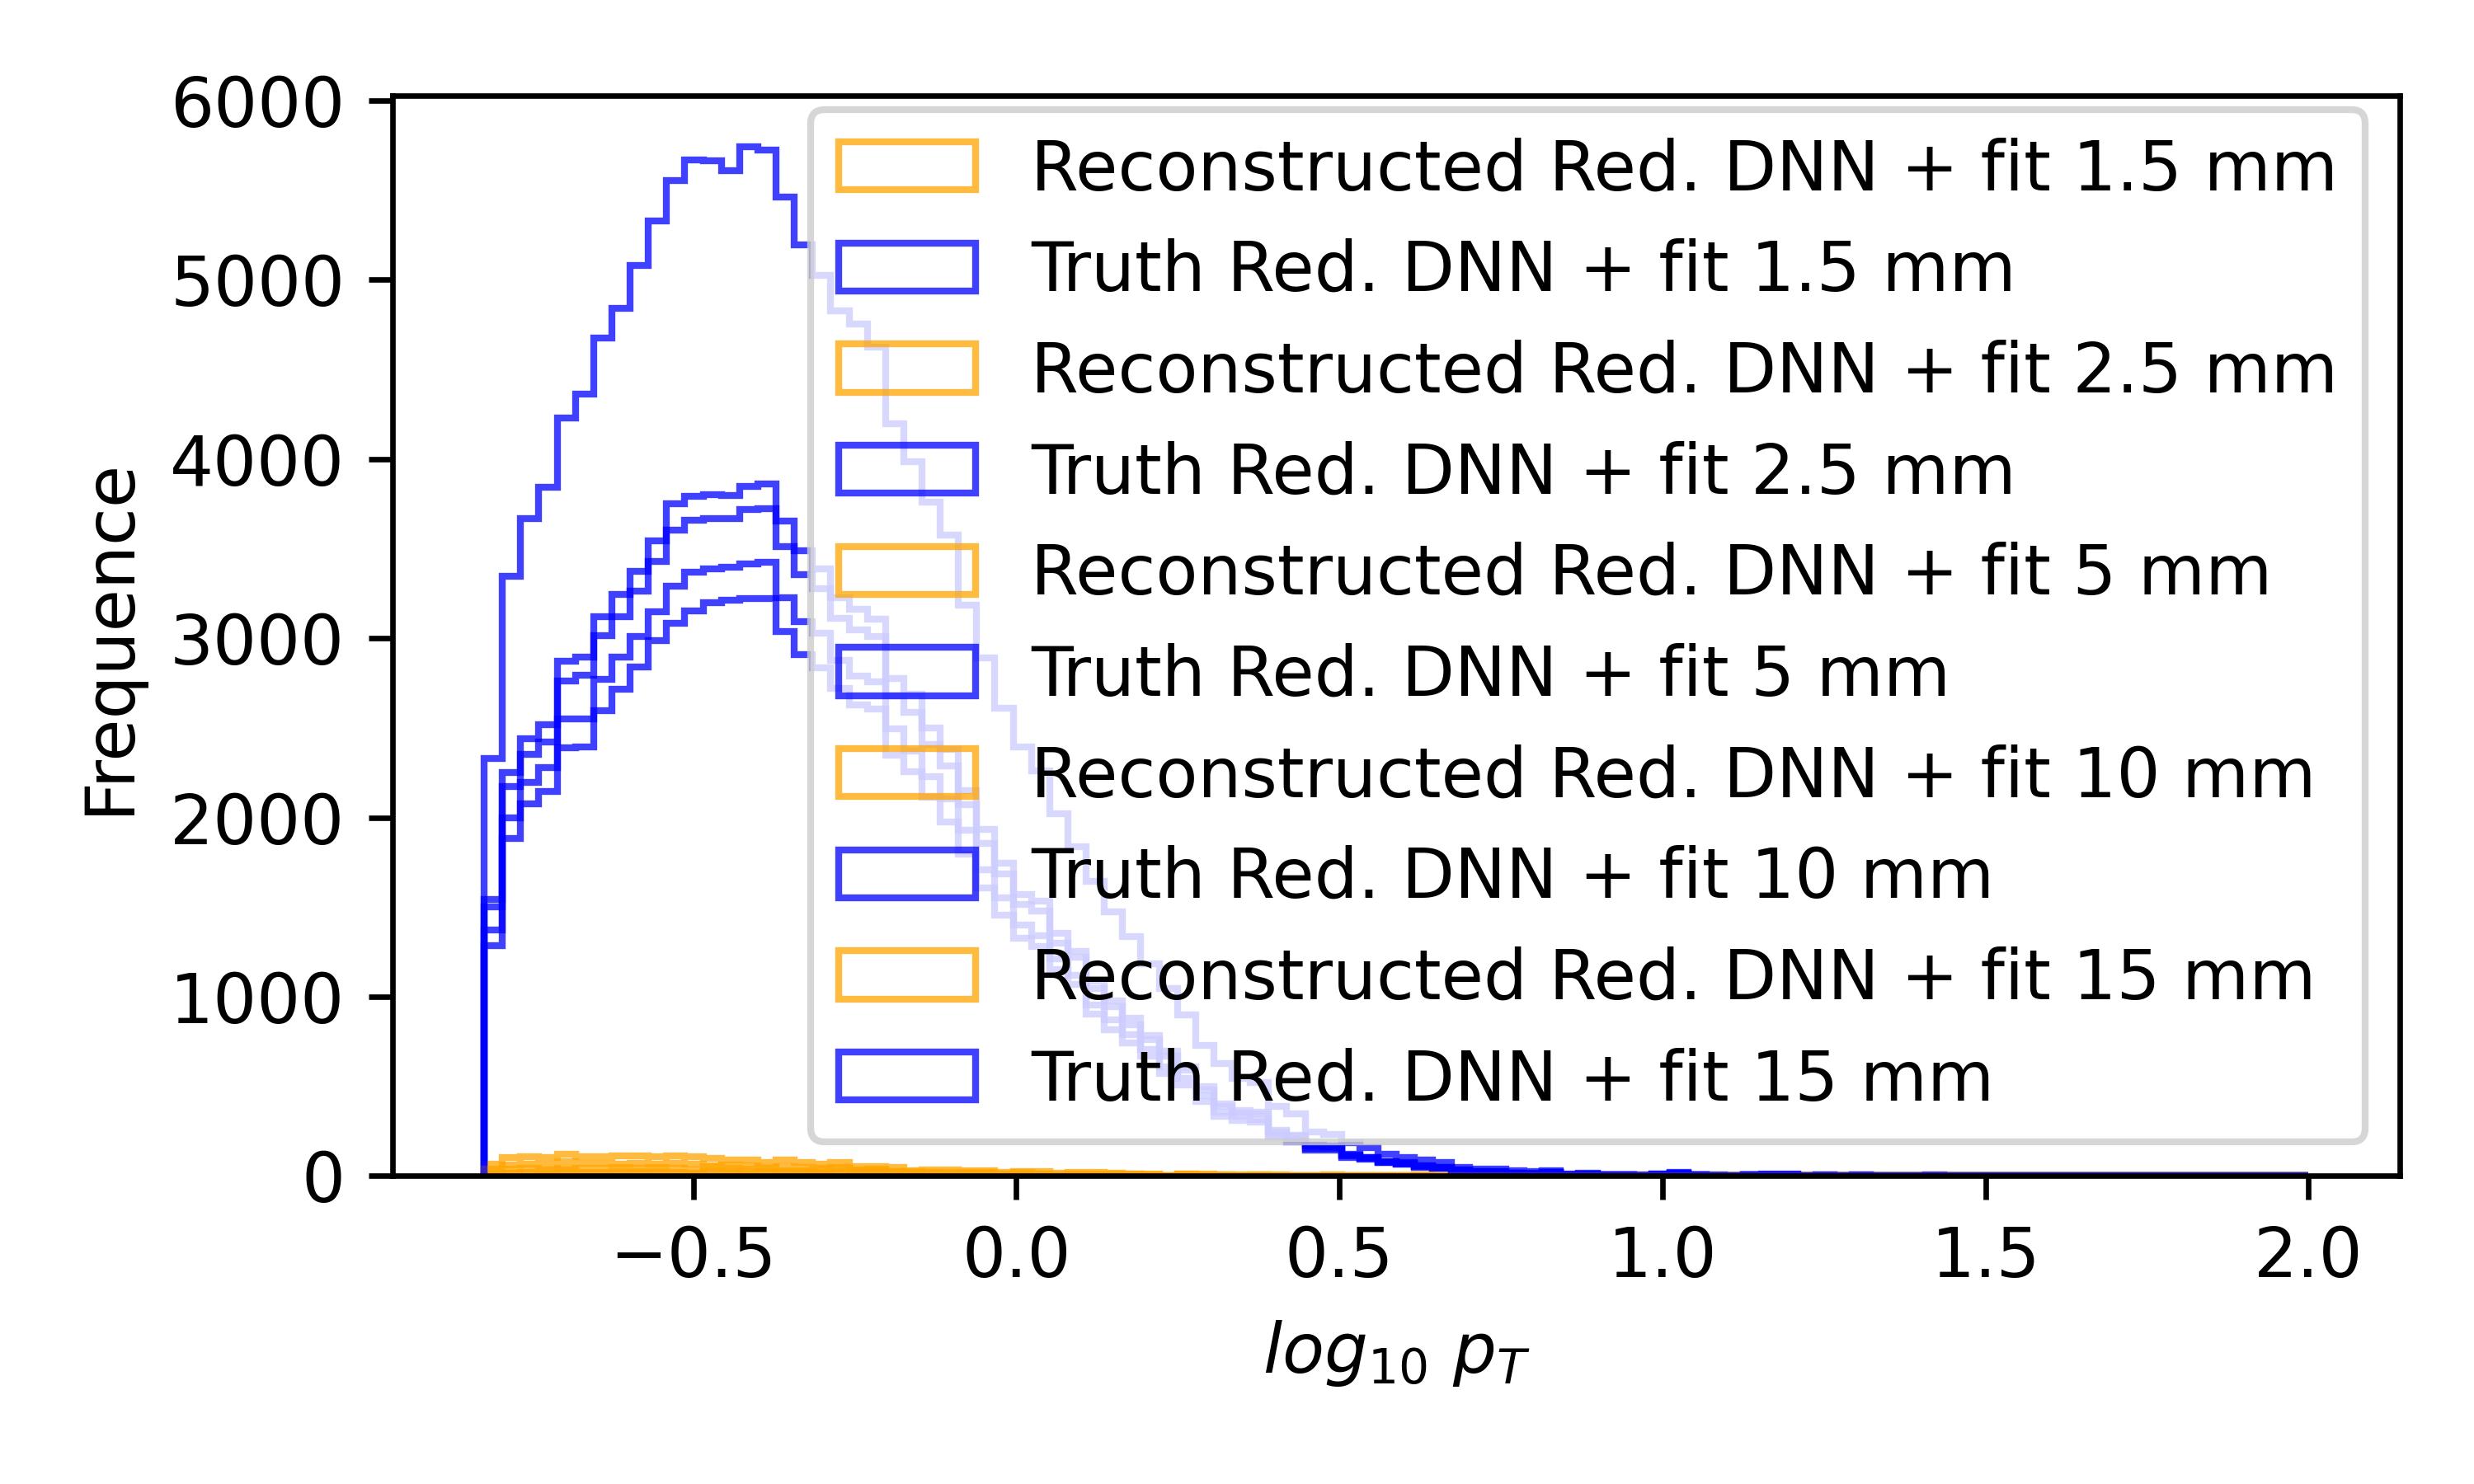 6000
5000
4000
3000
2000
1000
0
Frequence
Reconstructed Red. DNN + fit 1.5 mm
Truth Red. DNN + fit 1.5 mm
Reconstructed Red. DNN + fit 2.5 mm
Truth Red. DNN + fit 2.5 mm
Reconstructed Red. DNN + fit 5 mm
Truth Red. DNN + fit 5 mm
Reconstructed Red. DNN + fit 10 mm
Truth Red. DNN + fit 10 mm
Reconstructed Red. DNN + fit 15 mm
Truth Red. DNN + fit 15 mm
−0.5 0.0 0.5 1.0 1.5 2.0
log₁₀ p_T